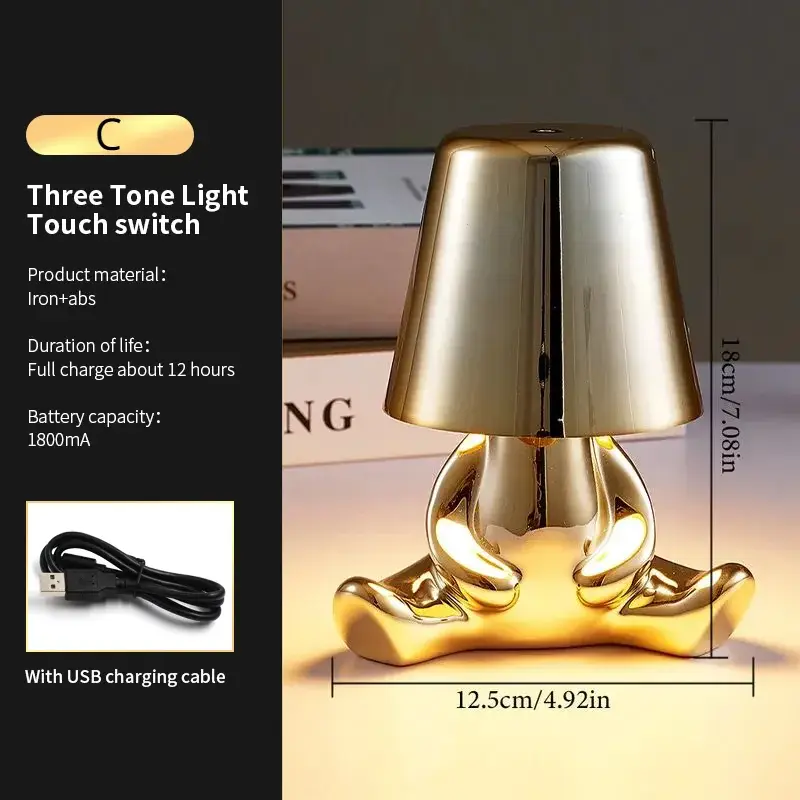 C
Three Tone Light
Touch switch
Product material:
Iron+abs
Duration of life:
Full charge about 12 hours
Battery capacity:
1800mA
With USB charging cable
S
NG
18cm/7.08in
12.5cm/4.92in